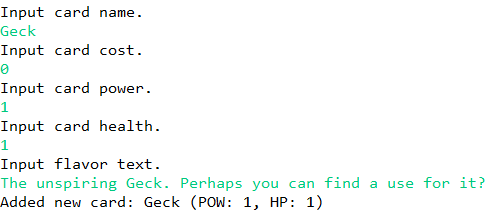 Input card name.
Geck
Input card cost.
0
Input card power.
1
Input card health.
1
Input flavor text.
The unspiring Geck. Perhaps you can find a use for it?
Added new card: Geck (POW: 1, HP: 1)